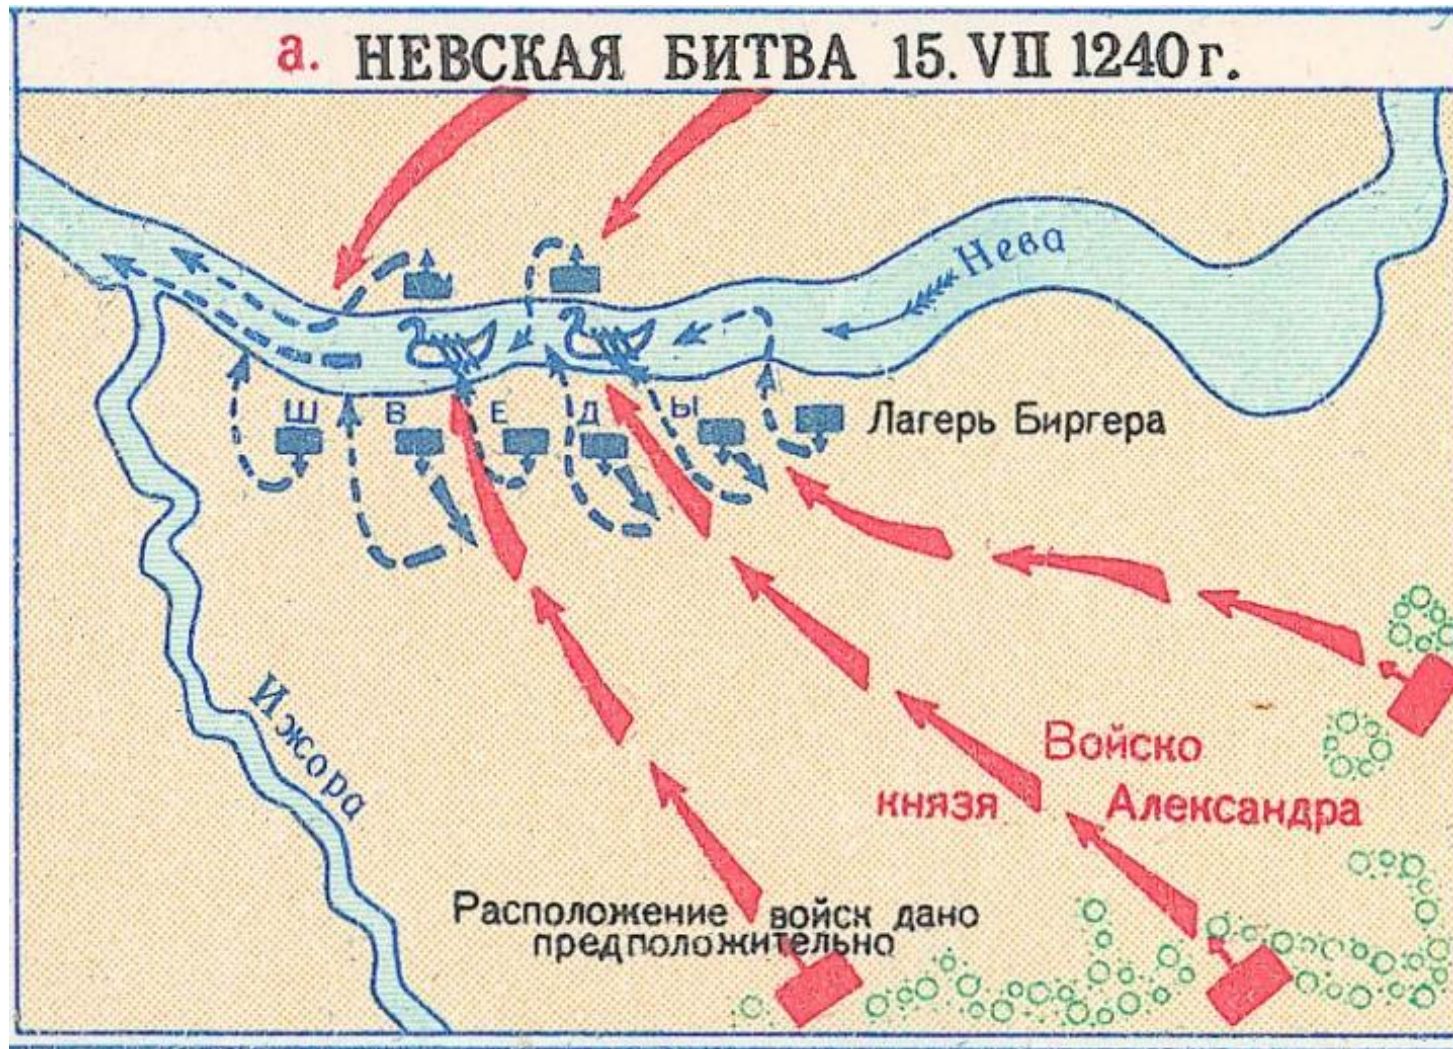 а. НЕВСКАЯ БИТВА 15. VII 1240 г.
Нева
Ш В Е Д Ы
Лагерь Биргера
Ижора
Войско
князя Александра
Расположение войск дано
предположительно